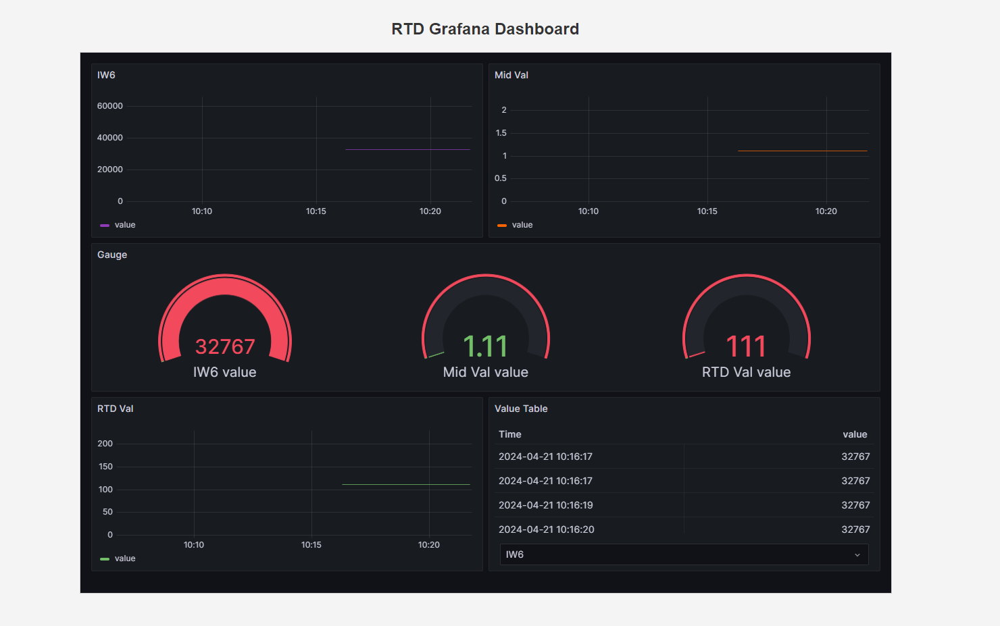 RTD Grafana Dashboard
IW6
60000
40000
20000
0
10:10 10:15 10:20
value
Mid Val
2
1.5
1
0.5
0
10:10 10:15 10:20
value
Gauge
32767
IW6 value
1.11
Mid Val value
111
RTD Val value
RTD Val
200
150
100
50
0
10:10 10:15 10:20
value
Value Table
Time value
2024-04-21 10:16:17 32767
2024-04-21 10:16:17 32767
2024-04-21 10:16:19 32767
2024-04-21 10:16:20 32767
IW6